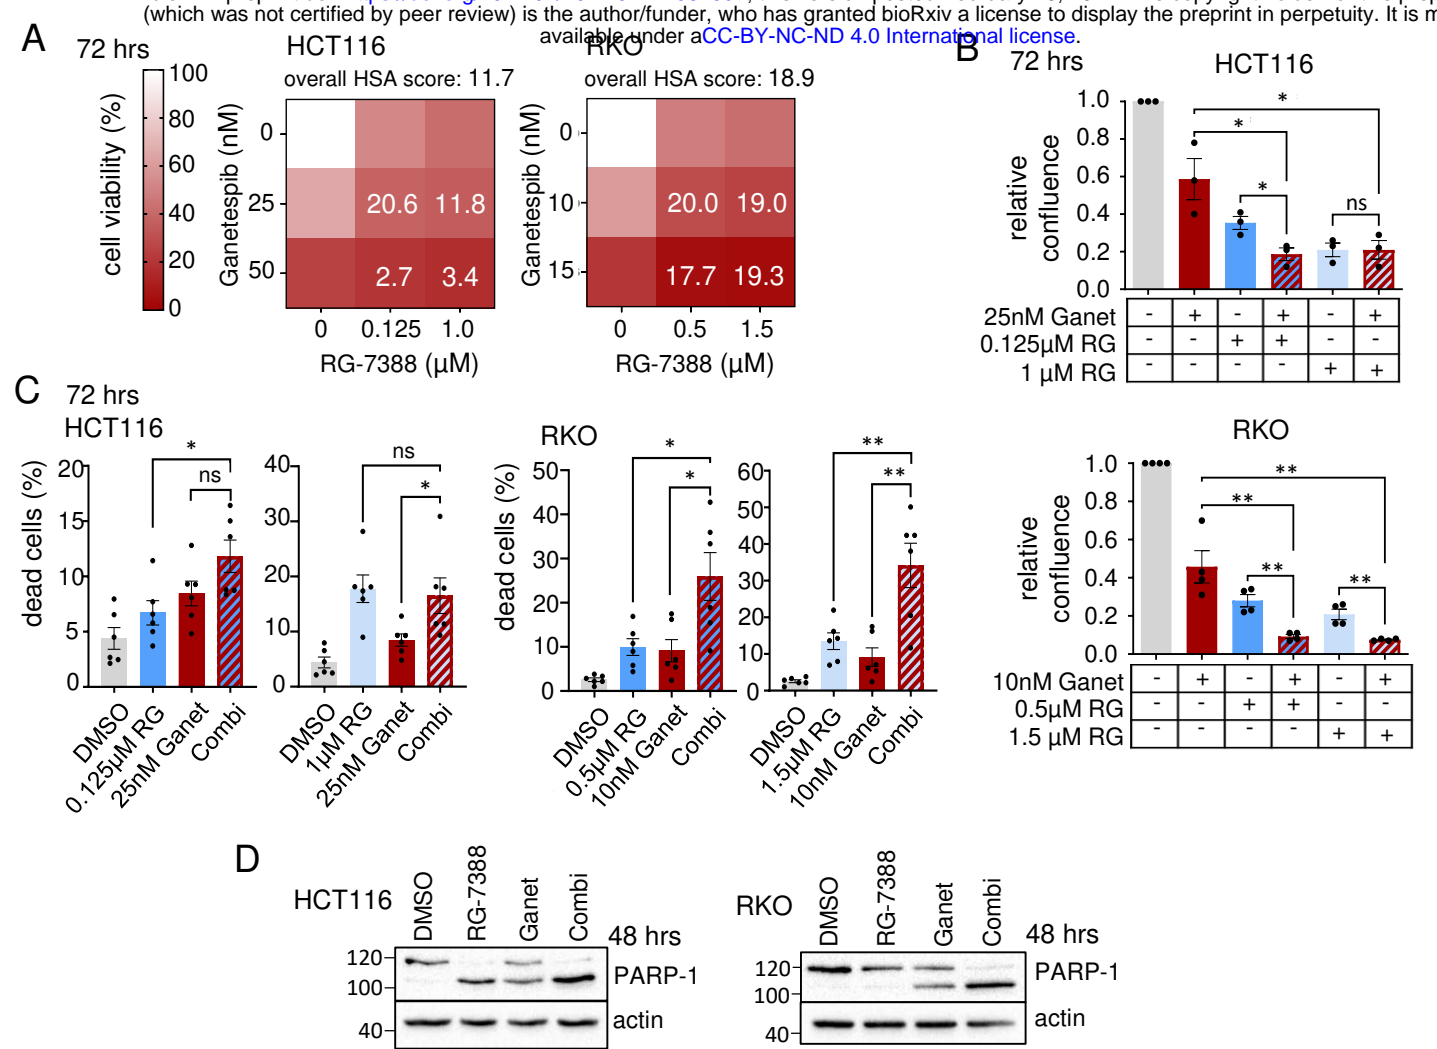 (which was not certified by peer review) is the author/funder, who has granted bioRxiv a license to display the preprint in perpetuity. It is m
available under aCC-BY-NC-ND 4.0 International license.
A
72 hrs
cell viability (%)
100
80
60
40
20
0
HCT116
overall HSA score: 11.7
Ganetespib (nM)
0
25
50
20.6 11.8
2.7 3.4
0 0.125 1.0
RG-7388 (µM)
RKO
overall HSA score: 18.9
Ganetespib (nM)
0
10
15
20.0 19.0
17.7 19.3
0 0.5 1.5
RG-7388 (µM)
B
72 hrs
HCT116
relative confluence
1.0
0.8
0.6
0.4
0.2
0.0
*
*
*
ns
25nM Ganet - + - + - +
0.125µM RG - - + + - -
1 µM RG - - - - + +
RKO
relative confluence
1.0
0.8
0.6
0.4
0.2
0.0
**
**
**
**
10nM Ganet - + - + - +
0.5µM RG - - + + - -
1.5 µM RG - - - - + +
C
72 hrs
HCT116
dead cells (%)
20
15
10
5
0
*
ns
DMSO
0.125µM RG
25nM Ganet
Combi
40
30
20
10
0
ns
*
DMSO
1µM RG
25nM Ganet
Combi
RKO
dead cells (%)
50
40
30
20
10
0
*
*
DMSO
0.5µM RG
10nM Ganet
Combi
60
50
40
30
20
10
0
**
**
DMSO
1.5µM RG
10nM Ganet
Combi
D
HCT116
DMSO
RG-7388
Ganet
Combi
48 hrs
120
100
PARP-1
40
actin
RKO
DMSO
RG-7388
Ganet
Combi
48 hrs
120
100
PARP-1
40
actin